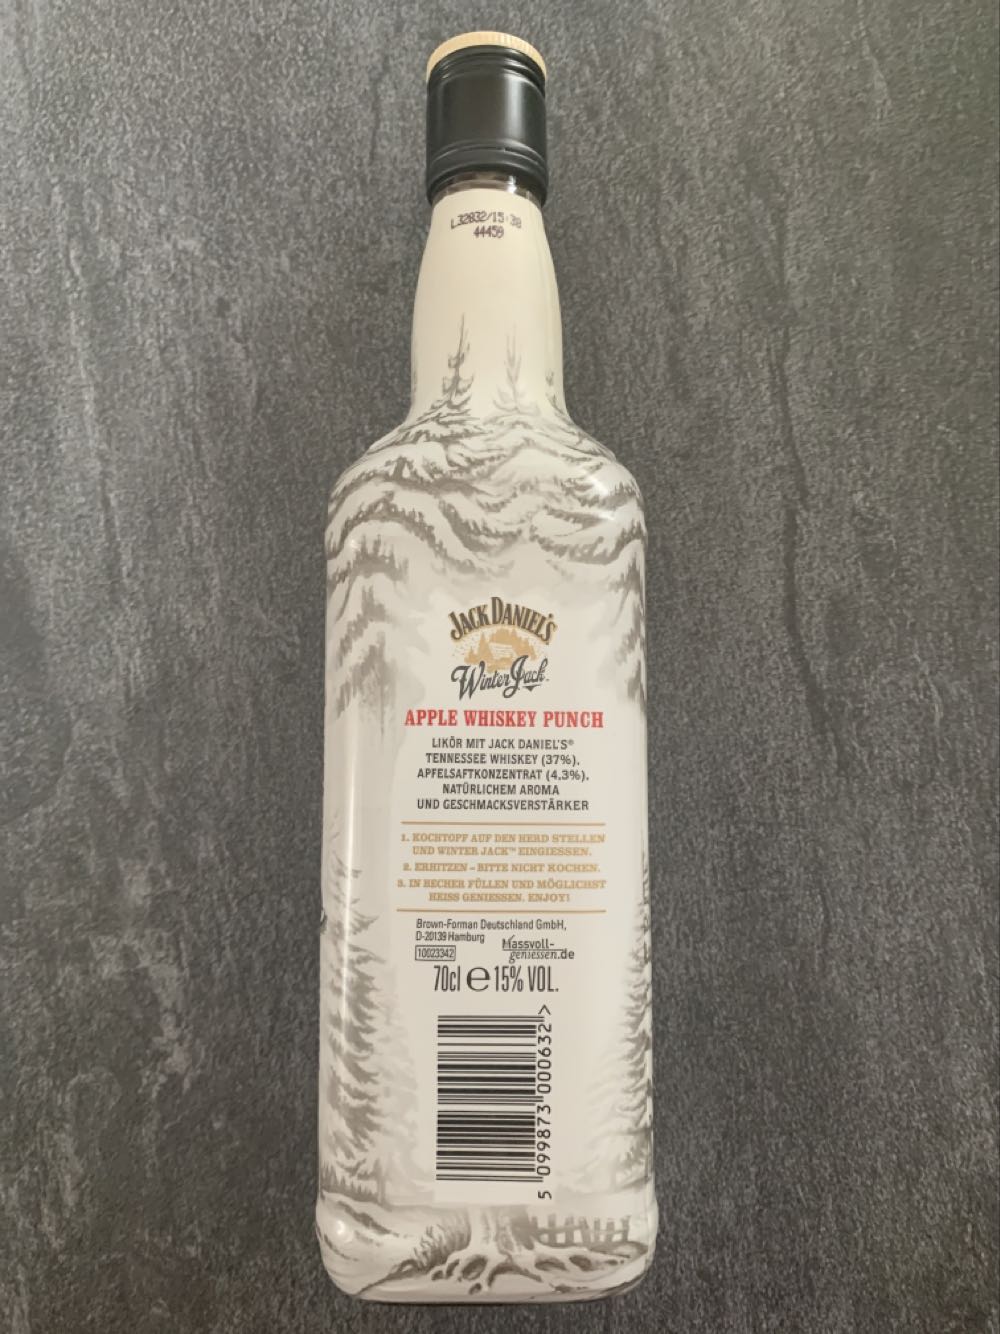 L32832/15:38
44459
JACK DANIEL'S
Winter Jack™
APPLE WHISKEY PUNCH
LIKÖR MIT JACK DANIEL'S®
TENNESSEE WHISKEY (37%),
APFELSAFTKONZENTRAT (4,3%),
NATÜRLICHEM AROMA
UND GESCHMACKSVERSTÄRKER
1. KOCHTOPF AUF DEN HERD STELLEN
UND WINTER JACK™ EINGIESSEN.
2. ERHITZEN – BITTE NICHT KOCHEN.
3. IN BECHER FÜLLEN UND MÖGLICHST
HEISS GENIESSEN. ENJOY!
Brown-Forman Deutschland GmbH,
D-20139 Hamburg
10023342
Massvoll-
geniessen.de
70cl ℮ 15% VOL.
5 099873 000632 >